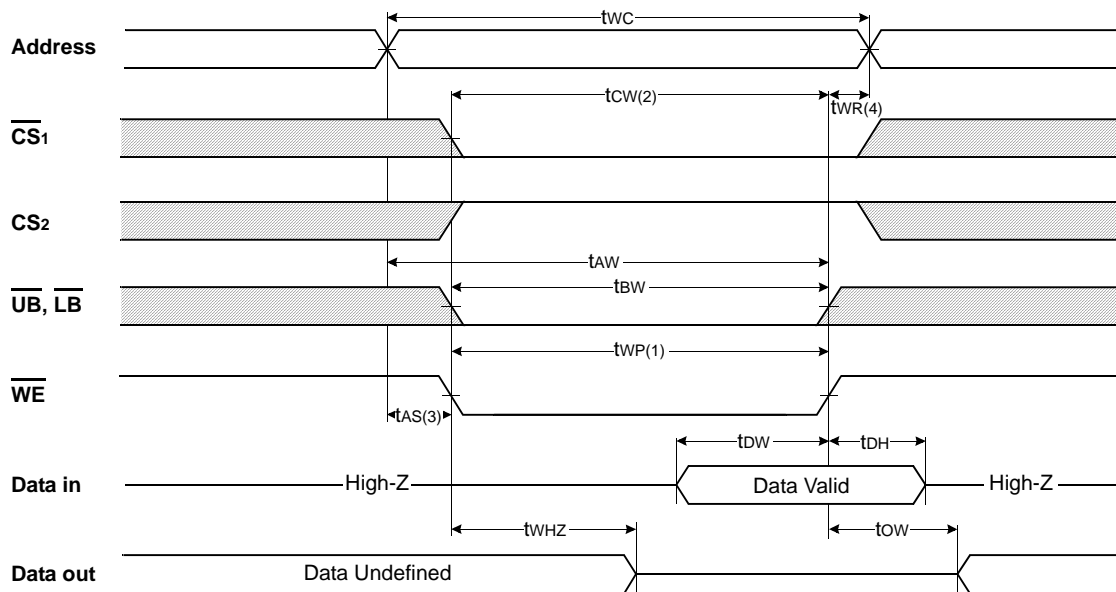 tWC
Address
tCW(2)
tWR(4)
CS1
CS2
tAW
UB, LB
tBW
tWP(1)
WE
tAS(3)
tDW
tDH
Data in
High-Z
Data Valid
High-Z
tWHZ
tOW
Data out
Data Undefined